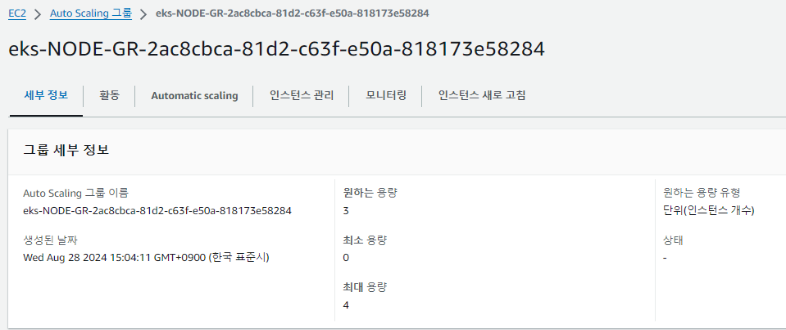 EC2 > Auto Scaling 그룹 > eks-NODE-GR-2ac8cbca-81d2-c63f-e50a-818173e58284
eks-NODE-GR-2ac8cbca-81d2-c63f-e50a-818173e58284
세부 정보 활동 Automatic scaling 인스턴스 관리 모니터링 인스턴스 새로 고침
그룹 세부 정보
Auto Scaling 그룹 이름
eks-NODE-GR-2ac8cbca-81d2-c63f-e50a-818173e58284
생성된 날짜
Wed Aug 28 2024 15:04:11 GMT+0900 (한국 표준시)
원하는 용량
3
최소 용량
0
최대 용량
4
원하는 용량 유형
단위(인스턴스 개수)
상태
-